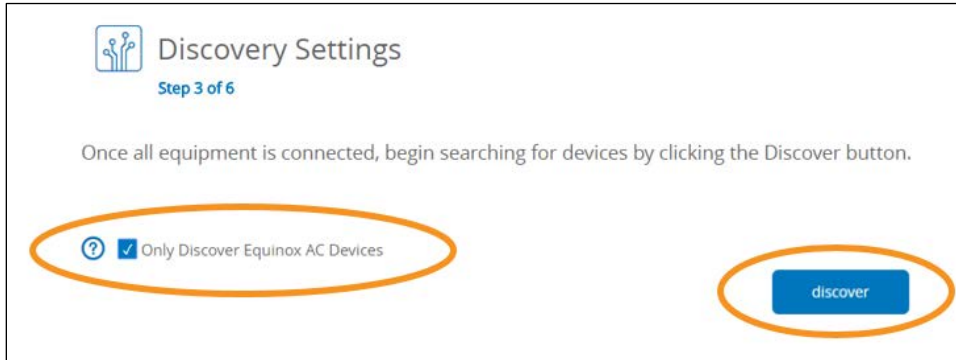 Discovery Settings
Step 3 of 6
Once all equipment is connected, begin searching for devices by clicking the Discover button.
Only Discover Equinox AC Devices
discover